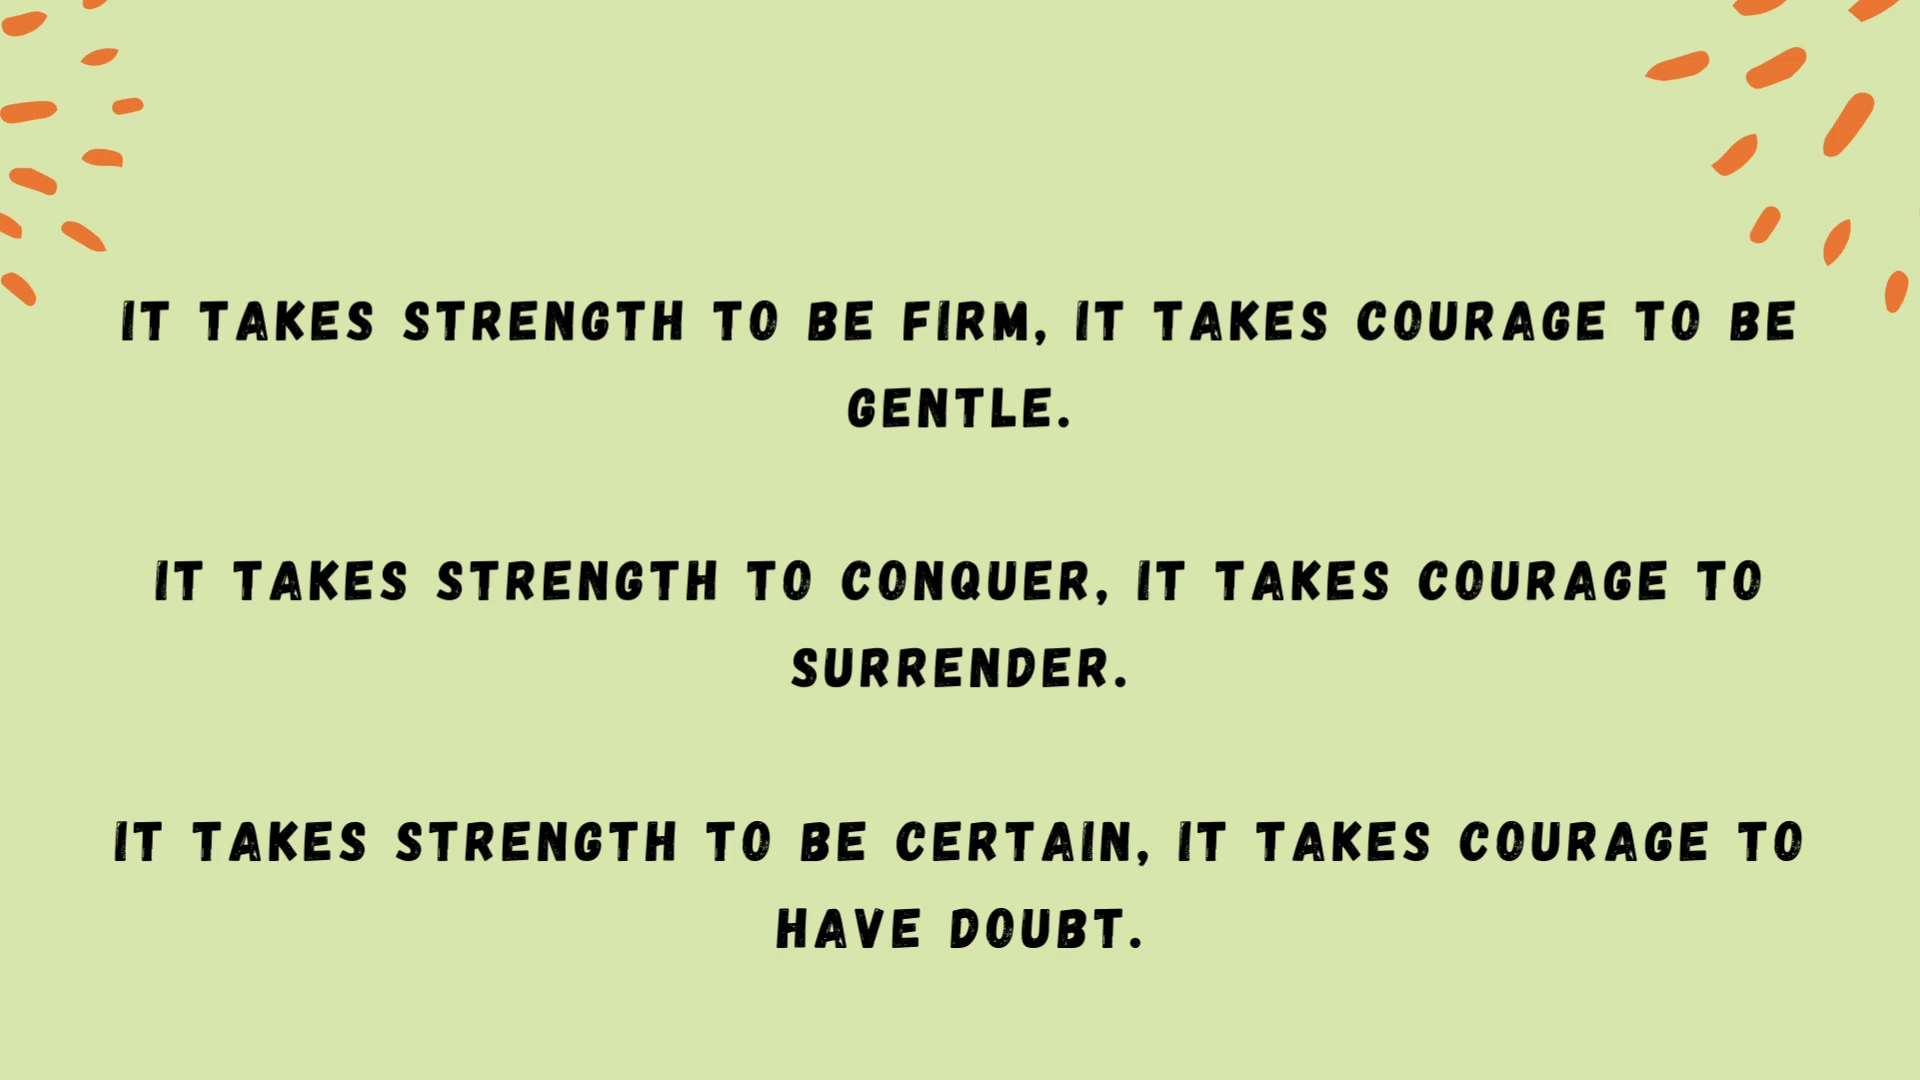 IT TAKES STRENGTH TO BE FIRM, IT TAKES COURAGE TO BE
GENTLE.
IT TAKES STRENGTH TO CONQUER, IT TAKES COURAGE TO
SURRENDER.
IT TAKES STRENGTH TO BE CERTAIN, IT TAKES COURAGE TO
HAVE DOUBT.